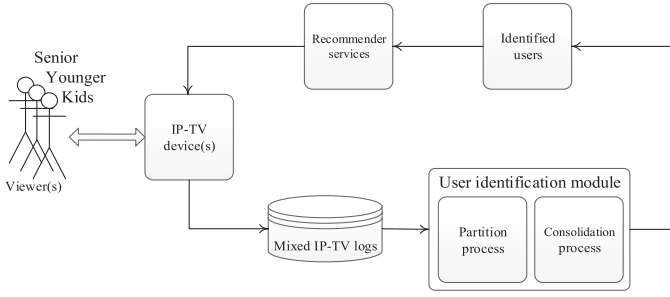 Recommender
services
Identified
users
Senior
Younger
Kids
IP-TV
device(s)
Viewer(s)
Mixed IP-TV logs
User identification module
Partition
process
Consolidation
process